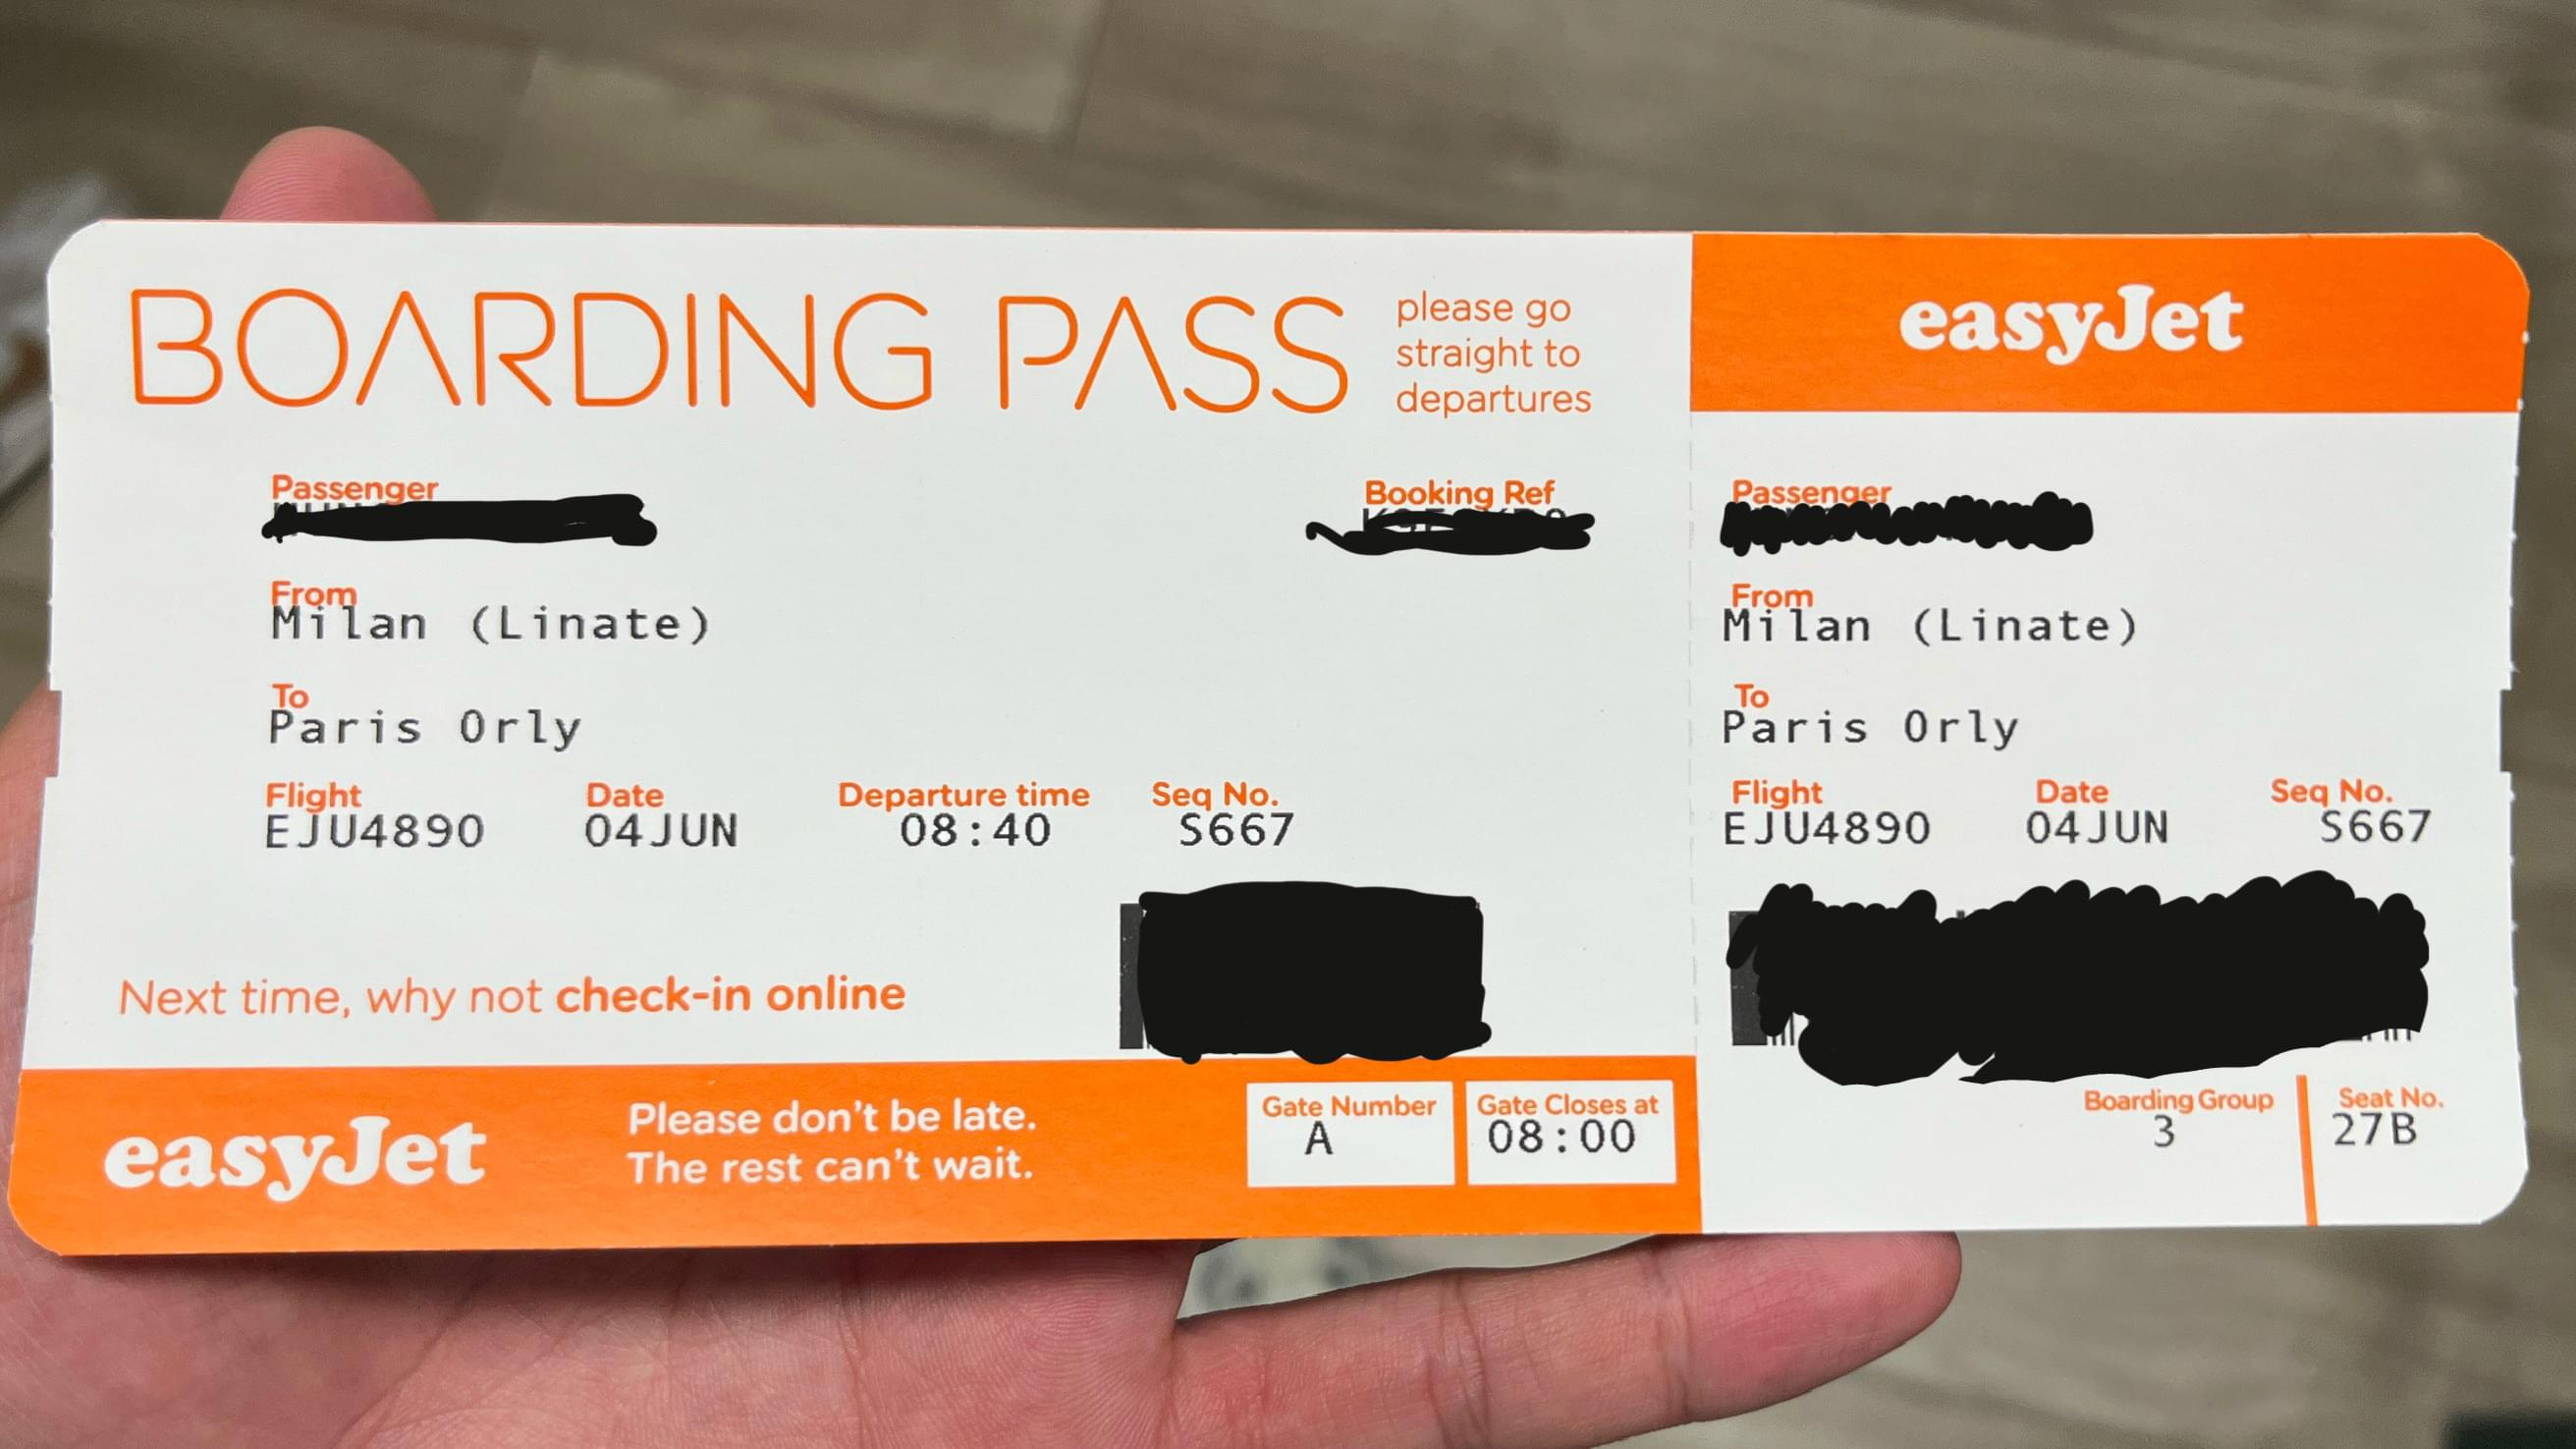 BOARDING PASS
please go
straight to
departures
Passenger
Booking Ref
From
Milan (Linate)
To
Paris Orly
Flight Date Departure time Seq No.
EJU4890 04JUN 08:40 S667
Next time, why not check-in online
easyJet
Please don't be late.
The rest can't wait.
Gate Number
A
Gate Closes at
08:00
easyJet
Passenger
From
Milan (Linate)
To
Paris Orly
Flight Date Seq No.
EJU4890 04JUN S667
Boarding Group
3
Seat No.
27B